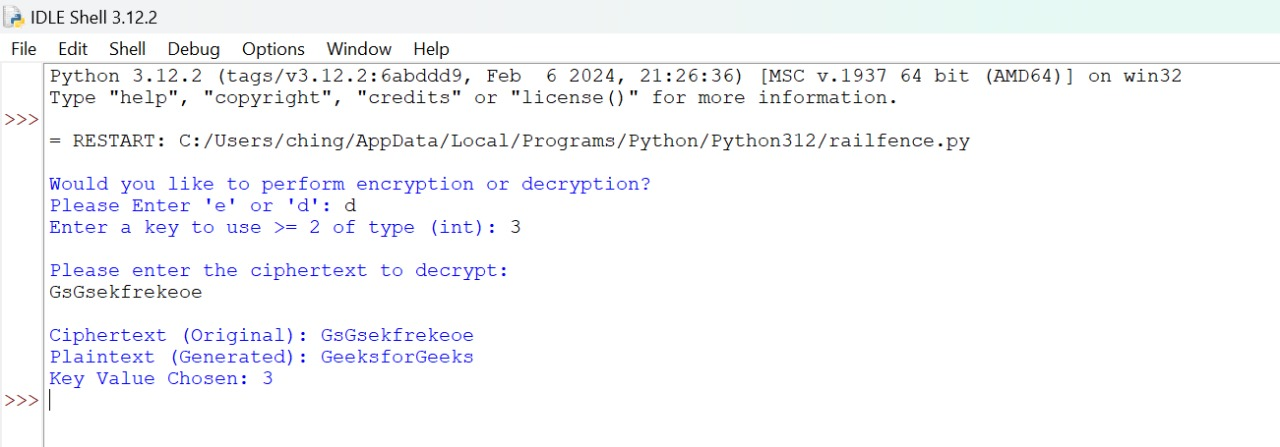 IDLE Shell 3.12.2
File Edit Shell Debug Options Window Help
Python 3.12.2 (tags/v3.12.2:6abddd9, Feb  6 2024, 21:26:36) [MSC v.1937 64 bit (AMD64)] on win32
Type "help", "copyright", "credits" or "license()" for more information.
>>>
= RESTART: C:/Users/ching/AppData/Local/Programs/Python/Python312/railfence.py
Would you like to perform encryption or decryption?
Please Enter 'e' or 'd': d
Enter a key to use >= 2 of type (int): 3
Please enter the ciphertext to decrypt:
GsGsekfrekeoe
Ciphertext (Original): GsGsekfrekeoe
Plaintext (Generated): GeeksforGeeks
Key Value Chosen: 3
>>>